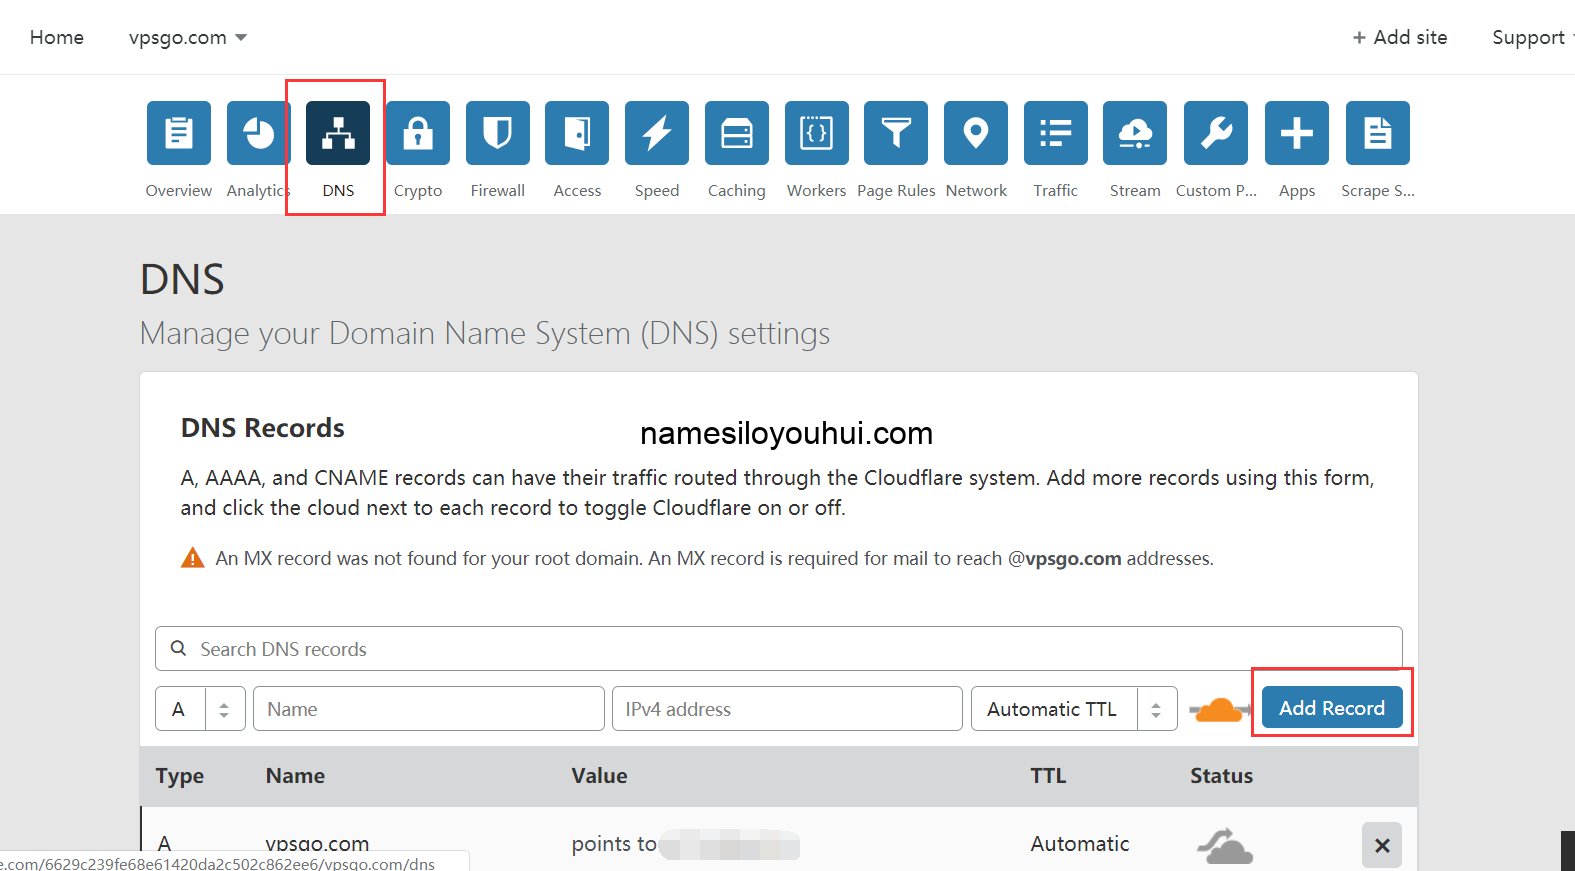 Home vpsgo.com + Add site Support
Overview Analytics DNS Crypto Firewall Access Speed Caching Workers Page Rules Network Traffic Stream Custom P... Apps Scrape S...
DNS
Manage your Domain Name System (DNS) settings
DNS Records
namesiloyouhui.com
A, AAAA, and CNAME records can have their traffic routed through the Cloudflare system. Add more records using this form,
and click the cloud next to each record to toggle Cloudflare on or off.
An MX record was not found for your root domain. An MX record is required for mail to reach @vpsgo.com addresses.
Search DNS records
A Name IPv4 address Automatic TTL Add Record
Type Name Value TTL Status
A vpsgo.com points to Automatic
e.com/6629c239fe68e61420da2c502c862ee6/vpsgo.com/dns